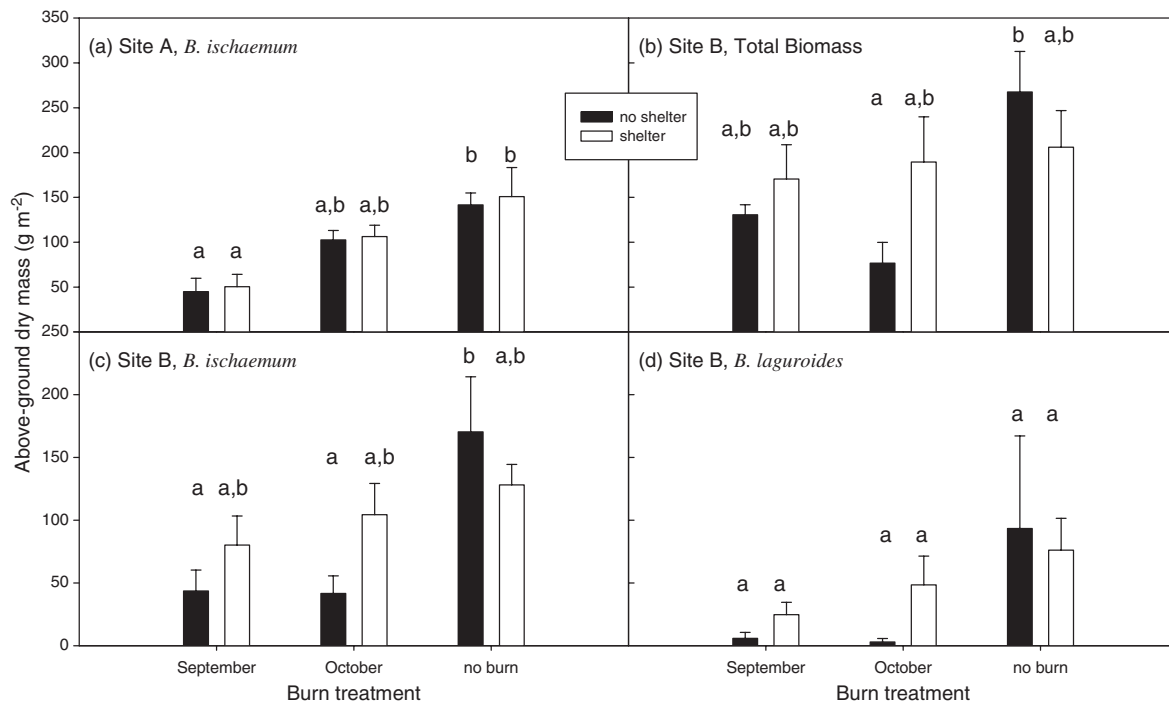 350
300
250
200
150
100
50
250
200
150
100
50
0
Above-ground dry mass (g m⁻²)
(a) Site A, B. ischaemum
a a a,b a,b b b
no shelter
shelter
(b) Site B, Total Biomass
a,b a,b a a,b b a,b
(c) Site B, B. ischaemum
a a,b a a,b b a,b
(d) Site B, B. laguroides
a a a a a a
September October no burn
September October no burn
Burn treatment
Burn treatment